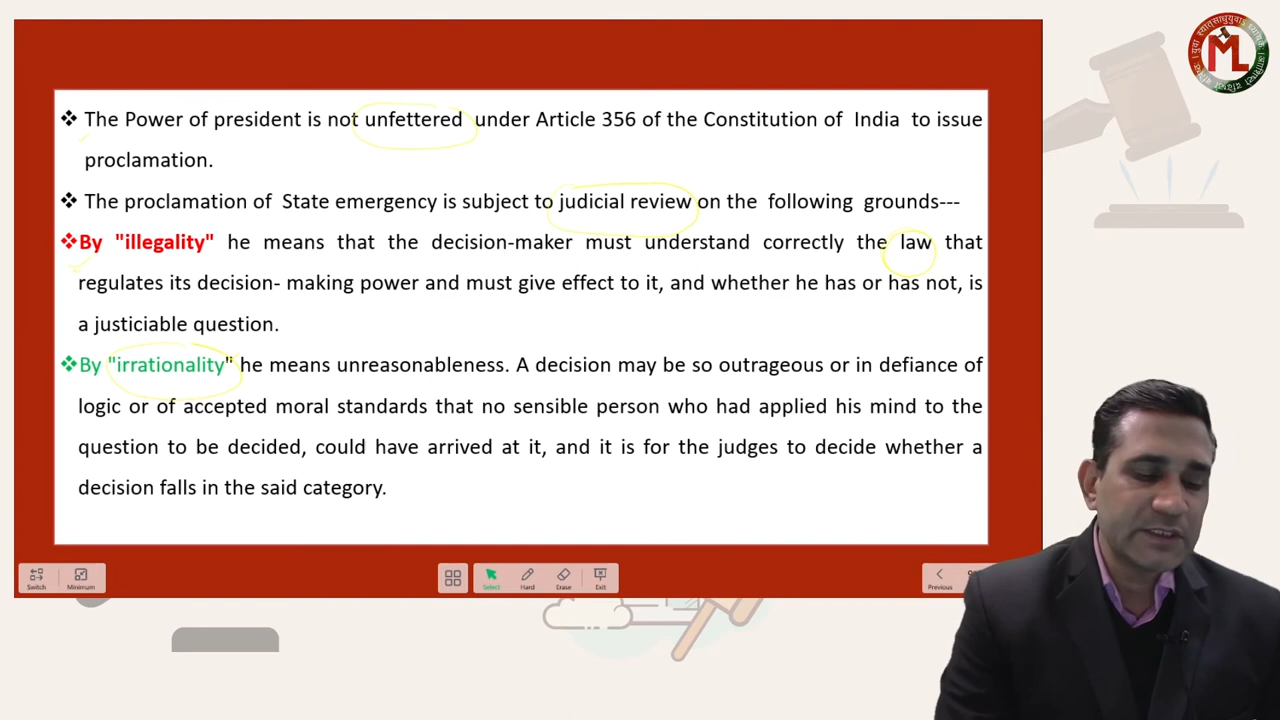 ❖ The Power of president is not unfettered under Article 356 of the Constitution of India to issue
proclamation.
❖ The proclamation of State emergency is subject to judicial review on the following grounds---
❖By "illegality" he means that the decision-maker must understand correctly the law that
regulates its decision- making power and must give effect to it, and whether he has or has not, is
a justiciable question.
❖By "irrationality" he means unreasonableness. A decision may be so outrageous or in defiance of
logic or of accepted moral standards that no sensible person who had applied his mind to the
question to be decided, could have arrived at it, and it is for the judges to decide whether a
decision falls in the said category.
Switch Minimum Select Hard Erase Exit Previous
ML